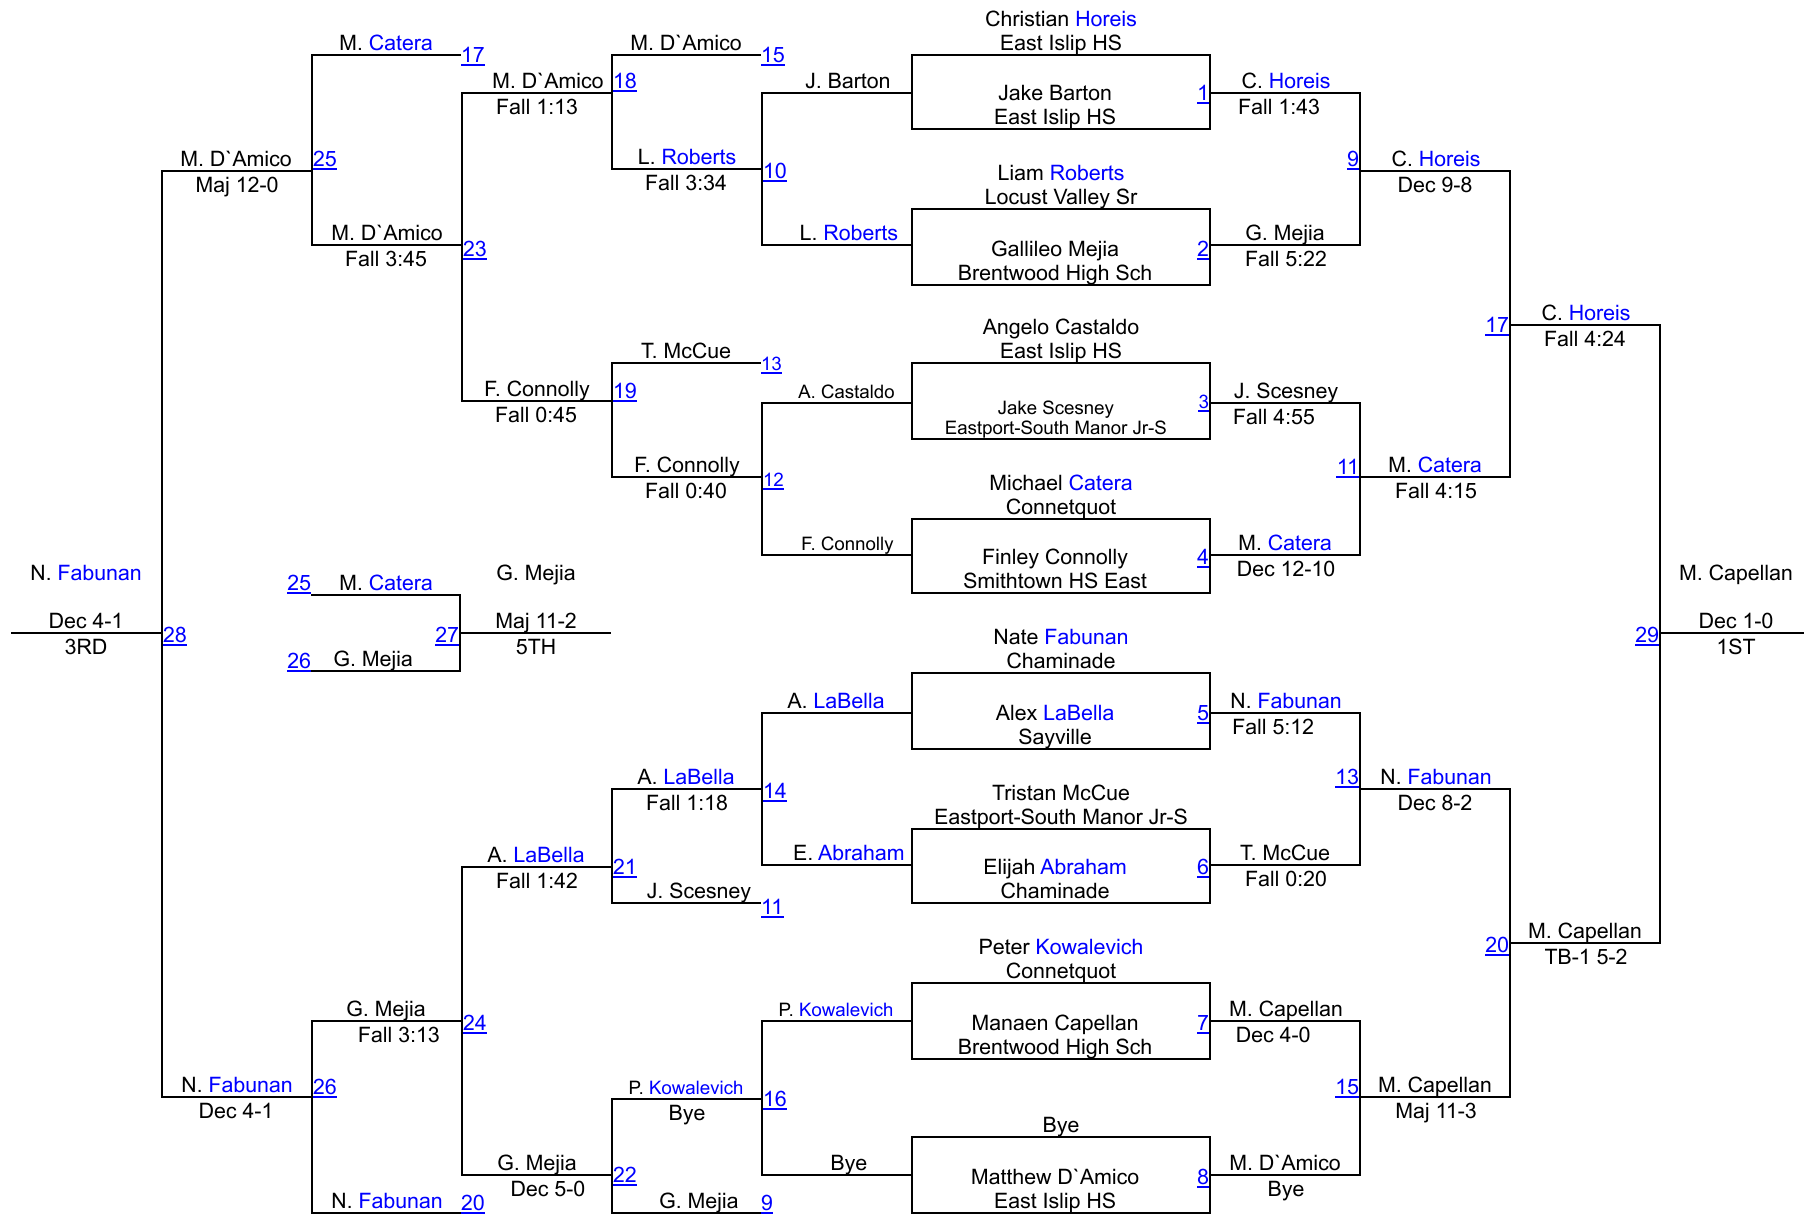 Christian Horeis
East Islip HS
M. Catera
17
M. D`Amico
15
M. D`Amico
18
Fall 1:13
J. Barton
Jake Barton
East Islip HS
1
C. Horeis
Fall 1:43
M. D`Amico
25
Maj 12-0
L. Roberts
10
Fall 3:34
Liam Roberts
Locust Valley Sr
9
C. Horeis
Dec 9-8
M. D`Amico
23
Fall 3:45
L. Roberts
Gallileo Mejia
Brentwood High Sch
2
G. Mejia
Fall 5:22
Angelo Castaldo
East Islip HS
17
C. Horeis
Fall 4:24
T. McCue
13
F. Connolly
19
Fall 0:45
A. Castaldo
Jake Scesney
Eastport-South Manor Jr-S
3
J. Scesney
Fall 4:55
F. Connolly
12
Fall 0:40
Michael Catera
Connetquot
11
M. Catera
Fall 4:15
F. Connolly
Finley Connolly
Smithtown HS East
4
M. Catera
Dec 12-10
N. Fabunan
Dec 4-1
3RD
28
25
M. Catera
27
26
G. Mejia
G. Mejia
Maj 11-2
5TH
M. Capellan
29
Dec 1-0
1ST
Nate Fabunan
Chaminade
A. LaBella
Alex LaBella
Sayville
5
N. Fabunan
Fall 5:12
A. LaBella
14
Fall 1:18
Tristan McCue
Eastport-South Manor Jr-S
13
N. Fabunan
Dec 8-2
A. LaBella
21
Fall 1:42
E. Abraham
Elijah Abraham
Chaminade
6
T. McCue
Fall 0:20
J. Scesney
11
Peter Kowalevich
Connetquot
20
M. Capellan
TB-1 5-2
G. Mejia
24
Fall 3:13
P. Kowalevich
Manaen Capellan
Brentwood High Sch
7
M. Capellan
Dec 4-0
N. Fabunan
26
Dec 4-1
P. Kowalevich
16
Bye
15
M. Capellan
Maj 11-3
Bye
G. Mejia
22
Dec 5-0
Bye
Matthew D`Amico
East Islip HS
8
M. D`Amico
Bye
N. Fabunan
20
G. Mejia
9